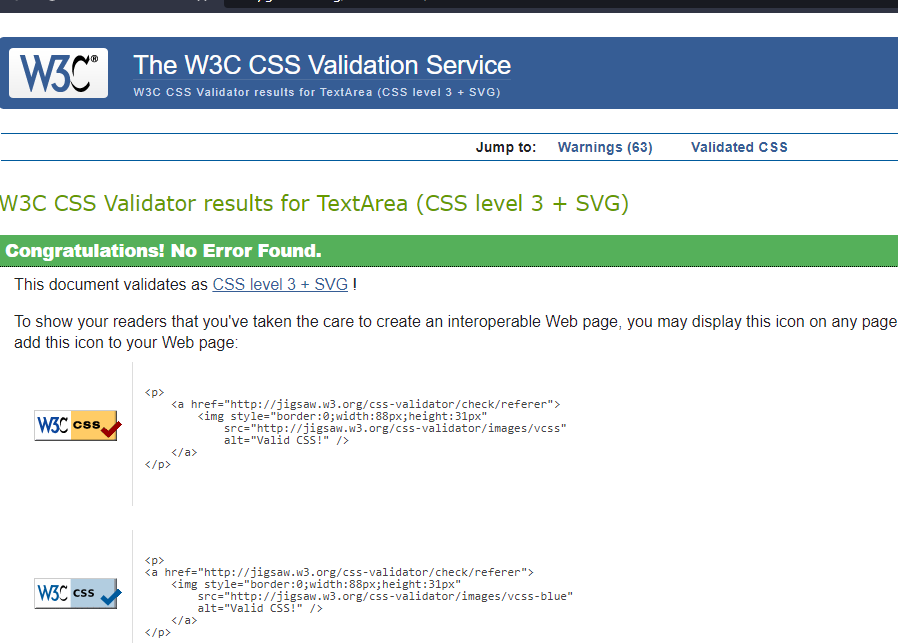 W3C®
The W3C CSS Validation Service
W3C CSS Validator results for TextArea (CSS level 3 + SVG)
Jump to: Warnings (63) Validated CSS
W3C CSS Validator results for TextArea (CSS level 3 + SVG)
Congratulations! No Error Found.
This document validates as CSS level 3 + SVG !
To show your readers that you've taken the care to create an interoperable Web page, you may display this icon on any page
add this icon to your Web page:
W3C css
<p>
<a href="http://jigsaw.w3.org/css-validator/check/referer">
<img style="border:0;width:88px;height:31px"
src="http://jigsaw.w3.org/css-validator/images/vcss"
alt="Valid CSS!" />
</a>
</p>
W3C css
<p>
<a href="http://jigsaw.w3.org/css-validator/check/referer">
<img style="border:0;width:88px;height:31px"
src="http://jigsaw.w3.org/css-validator/images/vcss-blue"
alt="Valid CSS!" />
</a>
</p>